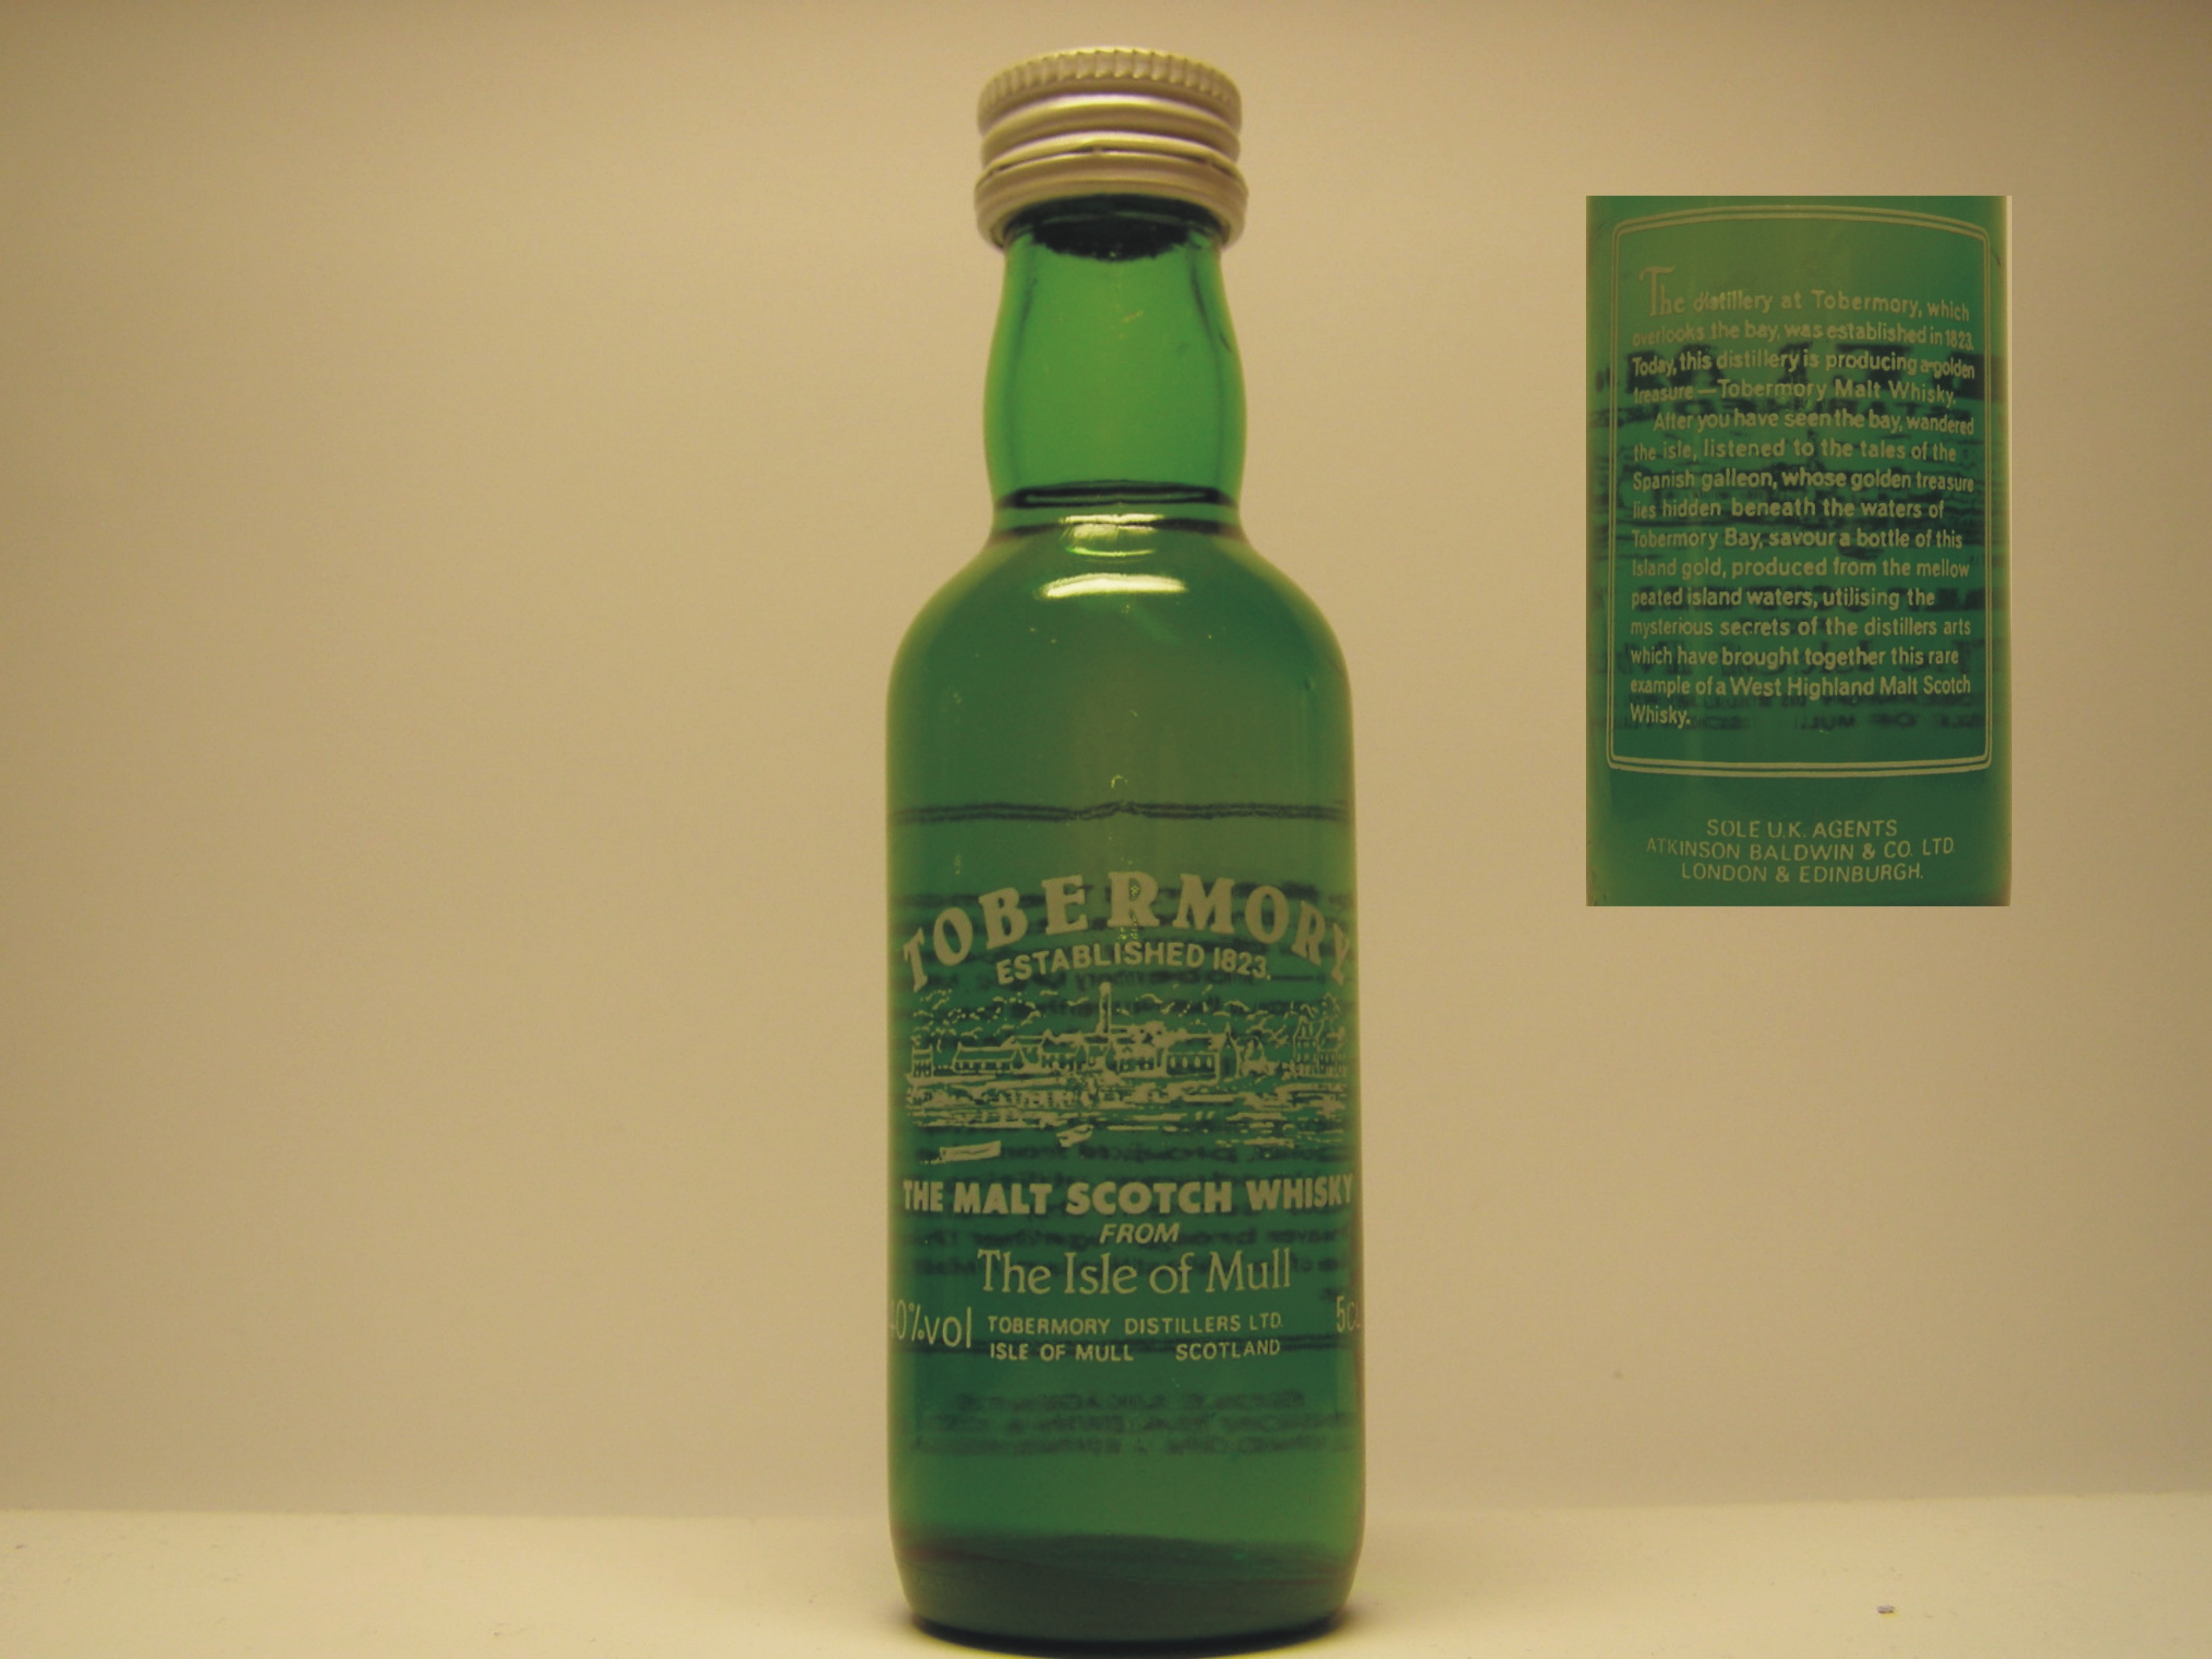 TOBERMORY
ESTABLISHED 1823.
THE MALT SCOTCH WHISKY
FROM
The Isle of Mull
0%vol
TOBERMORY DISTILLERS LTD.
ISLE OF MULL SCOTLAND
5c
The distillery at Tobermory, which
overlooks the bay, was established in 1823.
Today, this distillery is producing a golden
treasure — Tobermory Malt Whisky.
After you have seen the bay, wandered
the isle, listened to the tales of the
Spanish galleon, whose golden treasure
lies hidden beneath the waters of
Tobermory Bay, savour a bottle of this
Island gold, produced from the mellow
peated island waters, utilising the
mysterious secrets of the distillers arts
which have brought together this rare
example of a West Highland Malt Scotch
Whisky.
SOLE U.K. AGENTS
ATKINSON BALDWIN & CO. LTD
LONDON & EDINBURGH.